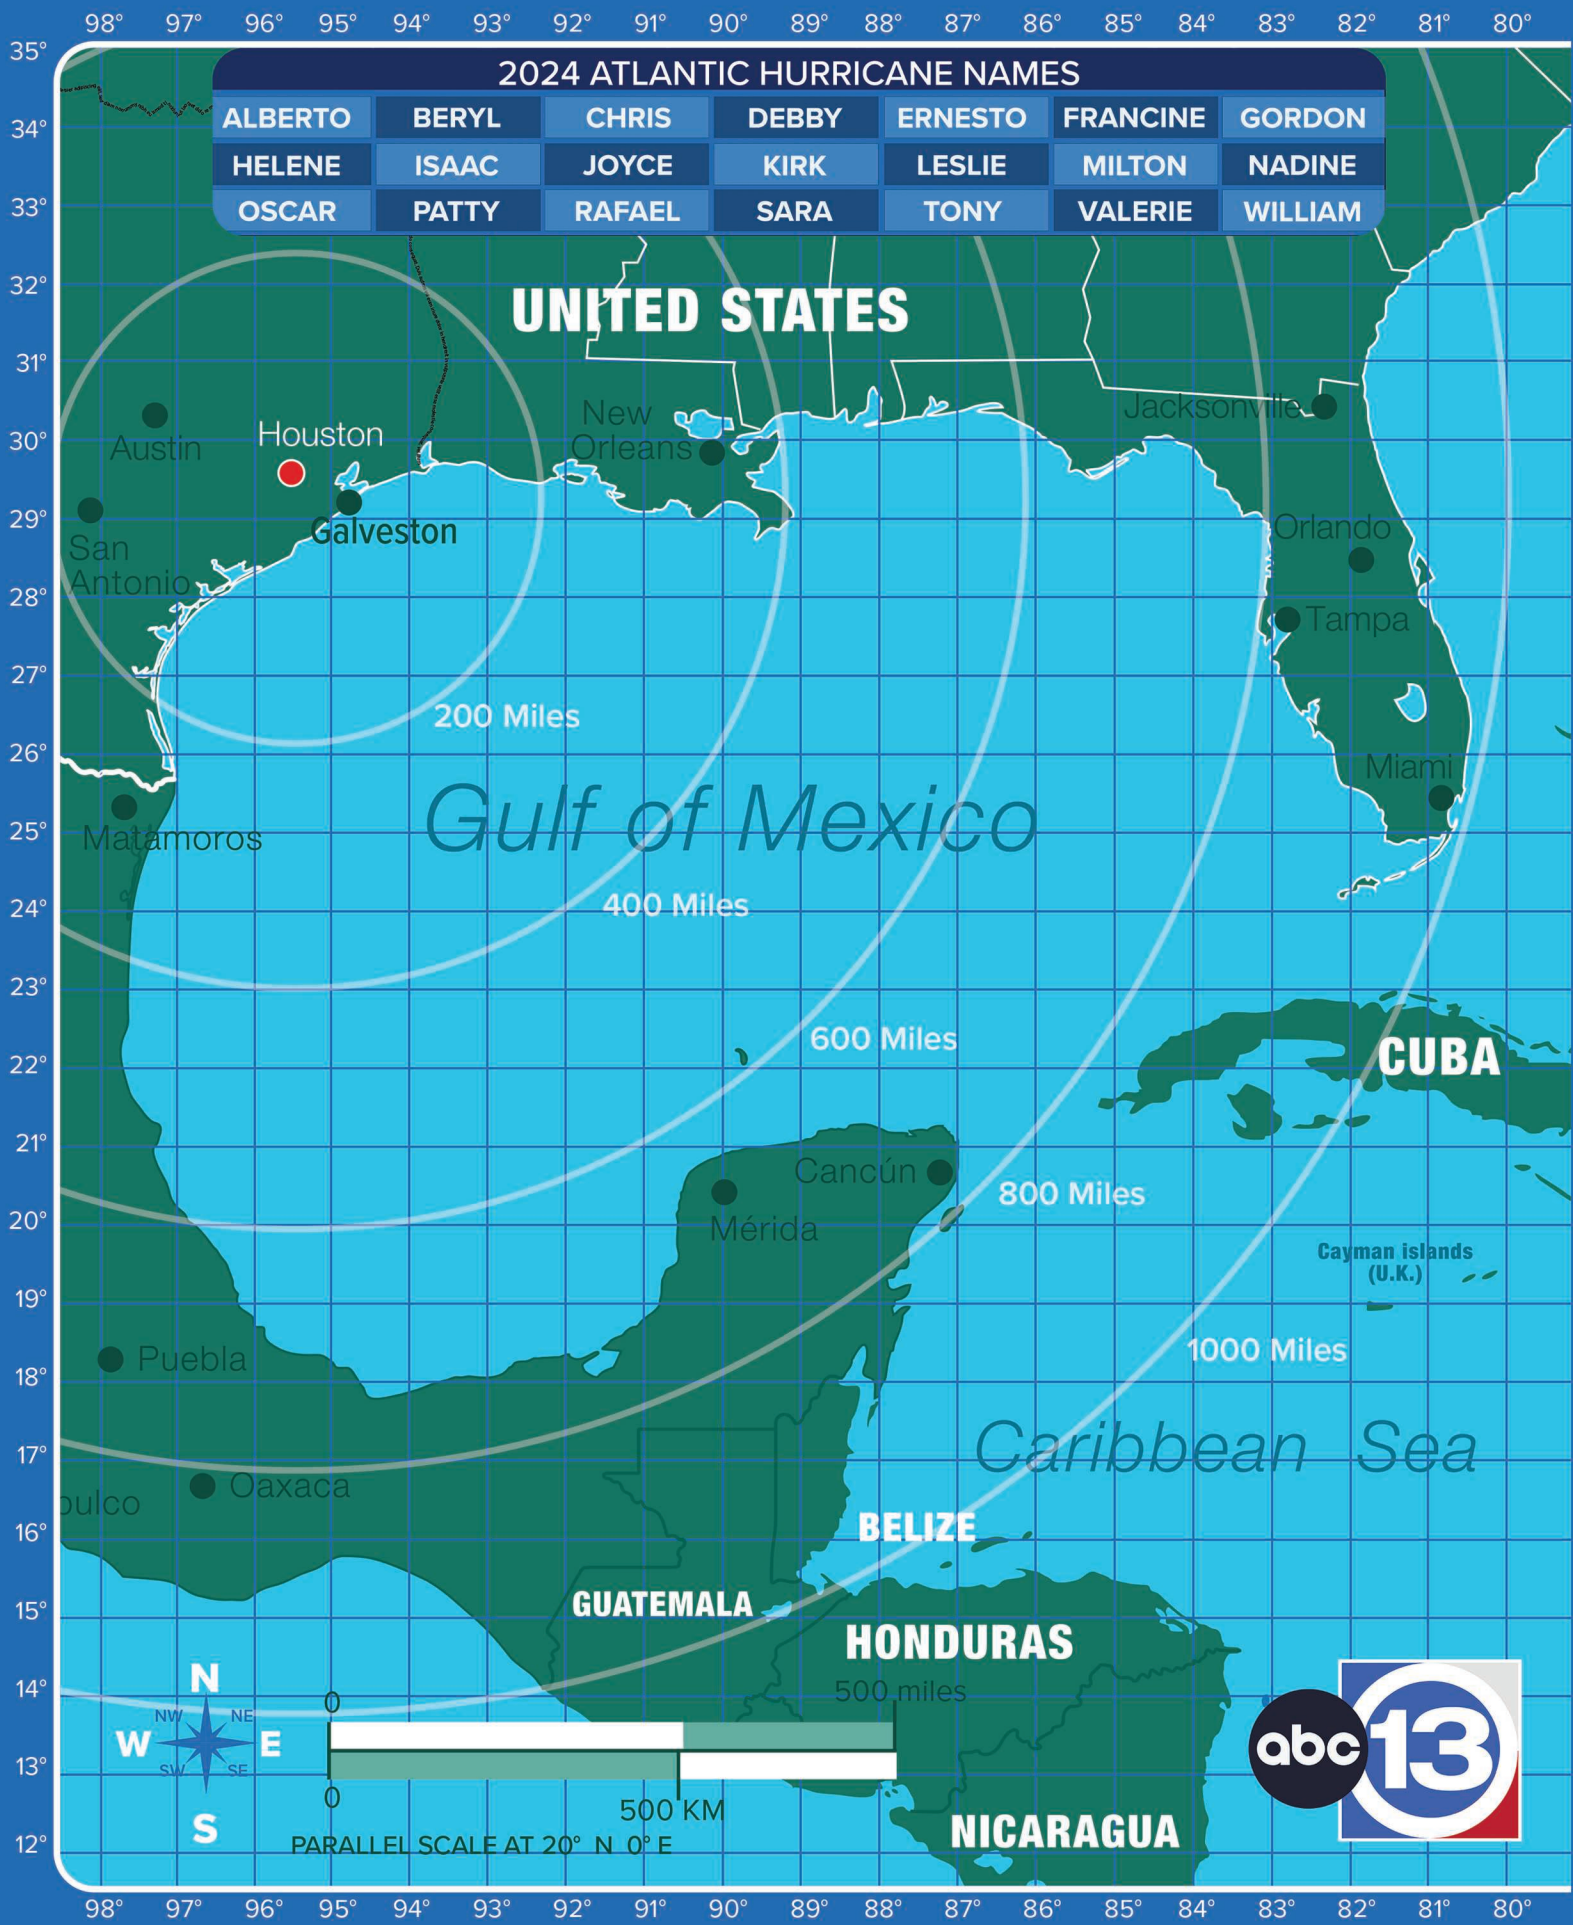 98° 97° 96° 95° 94° 93° 92° 91° 90° 89° 88° 87° 86° 85° 84° 83° 82° 81° 80°
35°
2024 ATLANTIC HURRICANE NAMES
ALBERTO BERYL CHRIS DEBBY ERNESTO FRANCINE GORDON
34°
HELENE ISAAC JOYCE KIRK LESLIE MILTON NADINE
33°
OSCAR PATTY RAFAEL SARA TONY VALERIE WILLIAM
32°
UNITED STATES
31°
Jacksonville
New
Orleans
Houston
30°
Austin
29°
Orlando
Galveston
San
Antonio
28°
Tampa
27°
200 Miles
26°
Miami
25°
Gulf of Mexico
Matamoros
24°
400 Miles
23°
600 Miles
22°
CUBA
21°
Cancún
800 Miles
20°
Mérida
Cayman islands
(U.K.)
19°
1000 Miles
Puebla
18°
17°
Caribbean Sea
Oaxaca
pulco
16°
BELIZE
15°
GUATEMALA
HONDURAS
14°
N
0
500 miles
NW NE
W E
SW SE
abc 13
13°
0
500 KM
S
12°
NICARAGUA
PARALLEL SCALE AT 20° N 0° E
98° 97° 96° 95° 94° 93° 92° 91° 90° 89° 88° 87° 86° 85° 84° 83° 82° 81° 80°